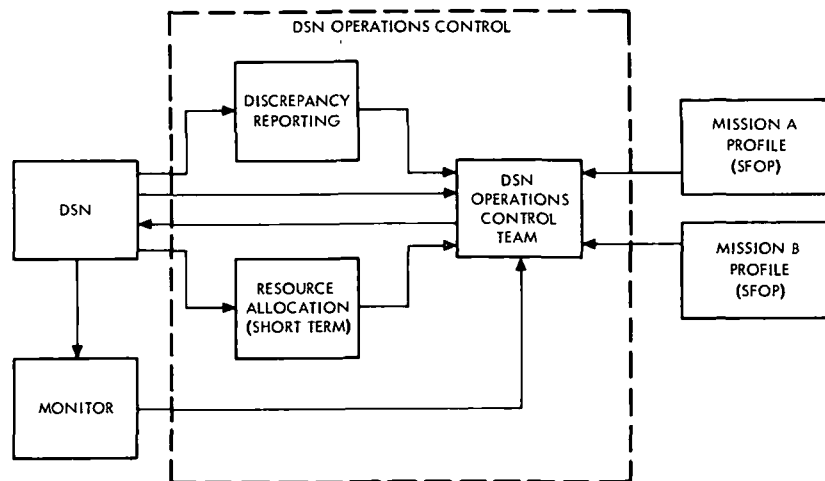 DSN OPERATIONS CONTROL
DISCREPANCY
REPORTING
MISSION A
PROFILE
(SFOP)
DSN
OPERATIONS
CONTROL
TEAM
DSN
MISSION B
PROFILE
(SFOP)
RESOURCE
ALLOCATION
(SHORT TERM)
MONITOR